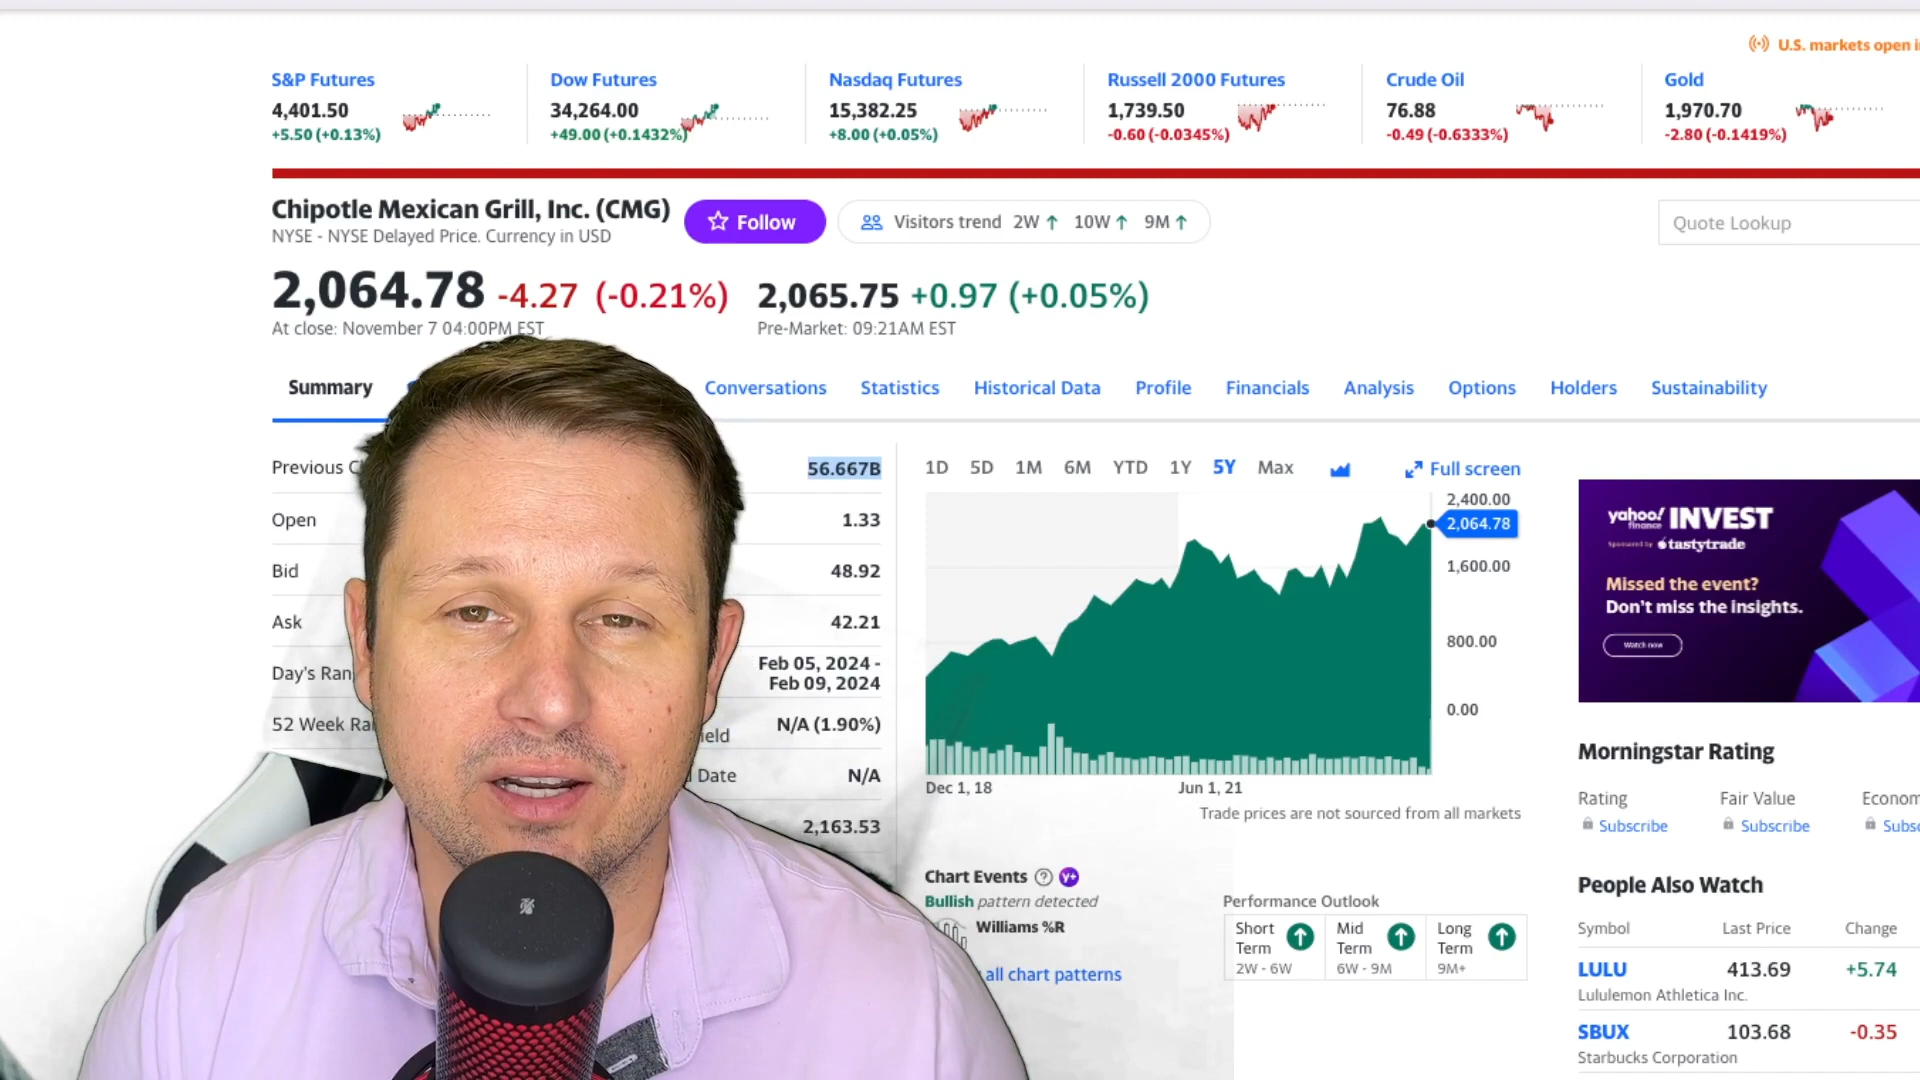 U.S. markets open
S&P Futures
4,401.50
+5.50 (+0.13%)
Dow Futures
34,264.00
+49.00 (+0.1432%)
Nasdaq Futures
15,382.25
+8.00 (+0.05%)
Russell 2000 Futures
1,739.50
-0.60 (-0.0345%)
Crude Oil
76.88
-0.49 (-0.6333%)
Gold
1,970.70
-2.80 (-0.1419%)
Chipotle Mexican Grill, Inc. (CMG)
NYSE - NYSE Delayed Price. Currency in USD
Follow
Visitors trend 2W 10W 9M
Quote Lookup
2,064.78 -4.27 (-0.21%) 2,065.75 +0.97 (+0.05%)
At close: November 7 04:00PM EST
Pre-Market: 09:21AM EST
Summary Conversations Statistics Historical Data Profile Financials Analysis Options Holders Sustainability
Previous
56.667B
Open
1.33
Bid
48.92
Ask
42.21
Day's
Feb 05, 2024 -
Feb 09, 2024
52 Week
N/A (1.90%)
Date
N/A
2,163.53
1D 5D 1M 6M YTD 1Y 5Y Max
Full screen
2,400.00
2,064.78
1,600.00
800.00
0.00
Dec 1, 18
Jun 1, 21
Trade prices are not sourced from all markets
Chart Events ? y+
Bullish pattern detected
Williams %R
all chart patterns
Performance Outlook
Short
Term
2W - 6W
Mid
Term
6W - 9M
Long
Term
9M+
yahoo!
finance
INVEST
Sponsored by tastytrade
Missed the event?
Don't miss the insights.
Watch now
Morningstar Rating
Rating
Subscribe
Fair Value
Subscribe
People Also Watch
Symbol Last Price Change
LULU 413.69 +5.74
Lululemon Athletica Inc.
SBUX 103.68 -0.35
Starbucks Corporation